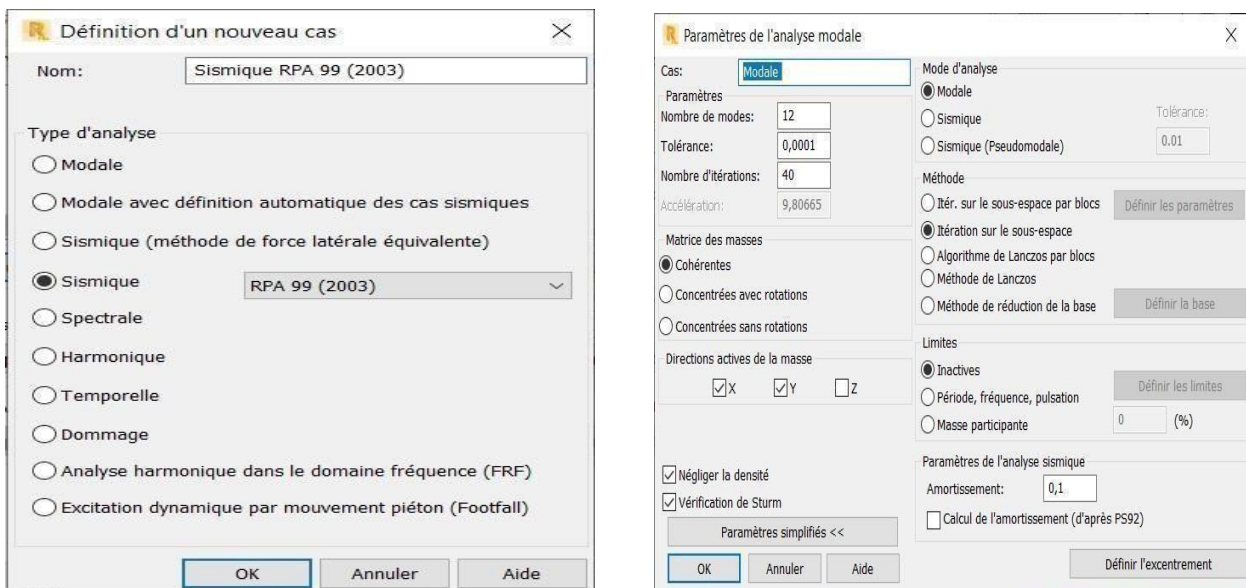 Définition d'un nouveau cas
Nom:
Sismique RPA 99 (2003)
Type d'analyse
Modale
Modale avec définition automatique des cas sismiques
Sismique (méthode de force latérale équivalente)
Sismique
RPA 99 (2003)
Spectrale
Harmonique
Temporelle
Dommage
Analyse harmonique dans le domaine fréquence (FRF)
Excitation dynamique par mouvement piéton (Footfall)
OK
Annuler
Aide
Paramètres de l'analyse modale
Cas:
Modale
Paramètres
Nombre de modes:
12
Tolérance:
0,0001
Nombre d'itérations:
40
Accélération:
9,80665
Matrice des masses
Cohérentes
Concentrées avec rotations
Concentrées sans rotations
Directions actives de la masse
X
Y
Z
Négliger la densité
Vérification de Sturm
Paramètres simplifiés <<
OK
Annuler
Aide
Mode d'analyse
Modale
Sismique
Sismique (Pseudomodale)
Tolérance:
0.01
Méthode
Itér. sur le sous-espace par blocs
Définir les paramètres
Itération sur le sous-espace
Algorithme de Lanczos par blocs
Méthode de Lanczos
Méthode de réduction de la base
Définir la base
Limites
Inactives
Définir les limites
Période, fréquence, pulsation
Masse participante
0
(%)
Paramètres de l'analyse sismique
Amortissement:
0,1
Calcul de l'amortissement (d'après PS92)
Définir l'excentrement